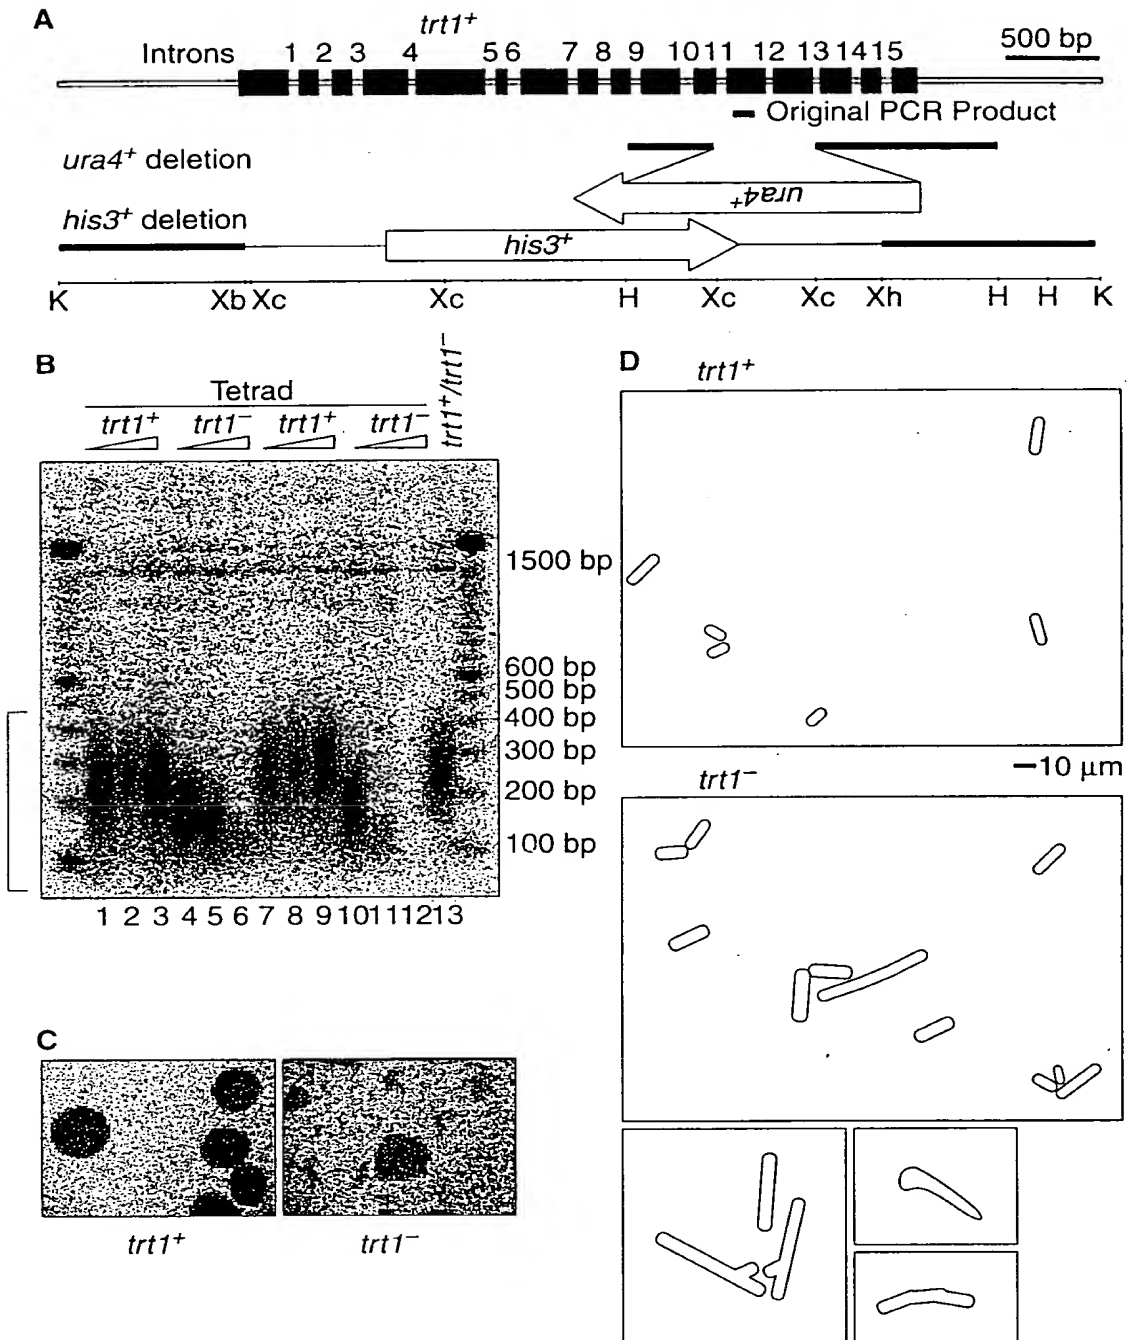 A
trt1+
Introns 1 2 3 4 5 6 7 8 9 10 11 12 13 14 15
500 bp
Original PCR Product
ura4+ deletion
ura4+
his3+ deletion
his3+
K Xb Xc Xc H Xc Xc Xh H H K
B
Tetrad
trt1+ trt1– trt1+ trt1–
trt1+/trt1–
1500 bp
600 bp
500 bp
400 bp
300 bp
200 bp
100 bp
1 2 3 4 5 6 7 8 9 10 11 12 13
C
trt1+ trt1–
D
trt1+
10 µm
trt1–